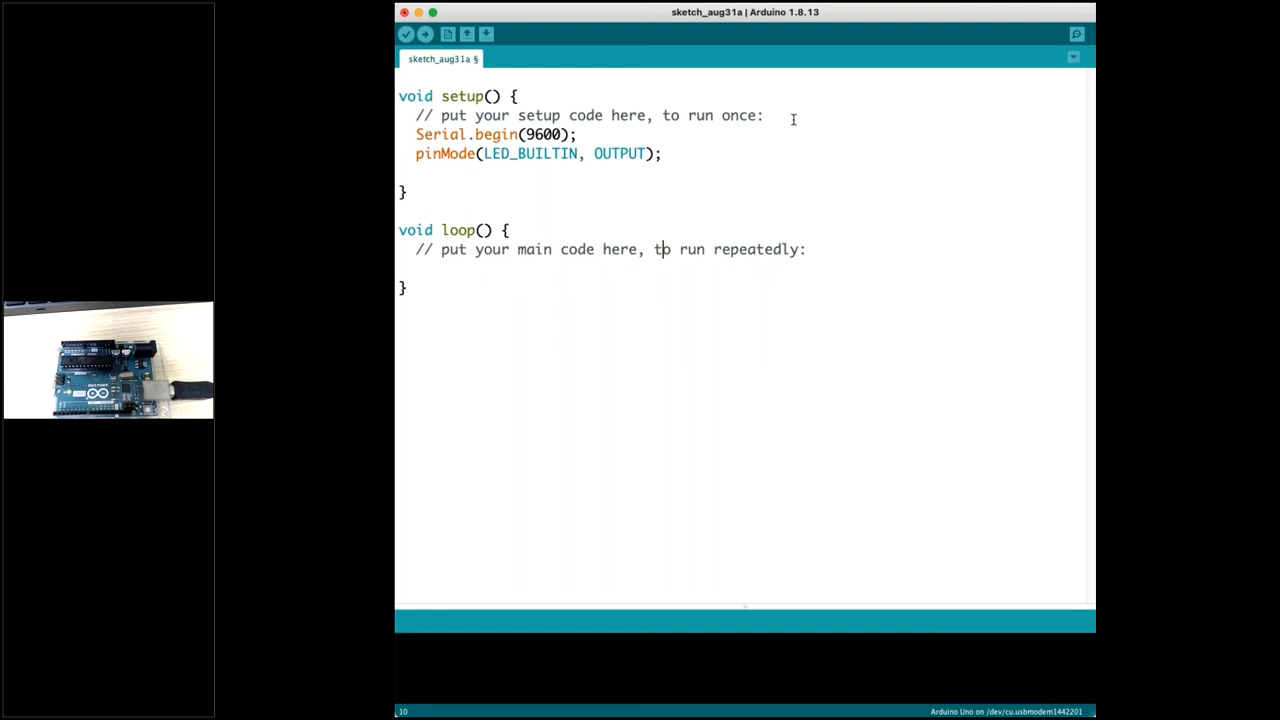 sketch_aug31a | Arduino 1.8.13
sketch_aug31a §
void setup() {
// put your setup code here, to run once:
Serial.begin(9600);
pinMode(LED_BUILTIN, OUTPUT);
}
void loop() {
// put your main code here, to run repeatedly:
}
ARDUINO
10
Arduino Uno on /dev/cu.usbmodem1442201